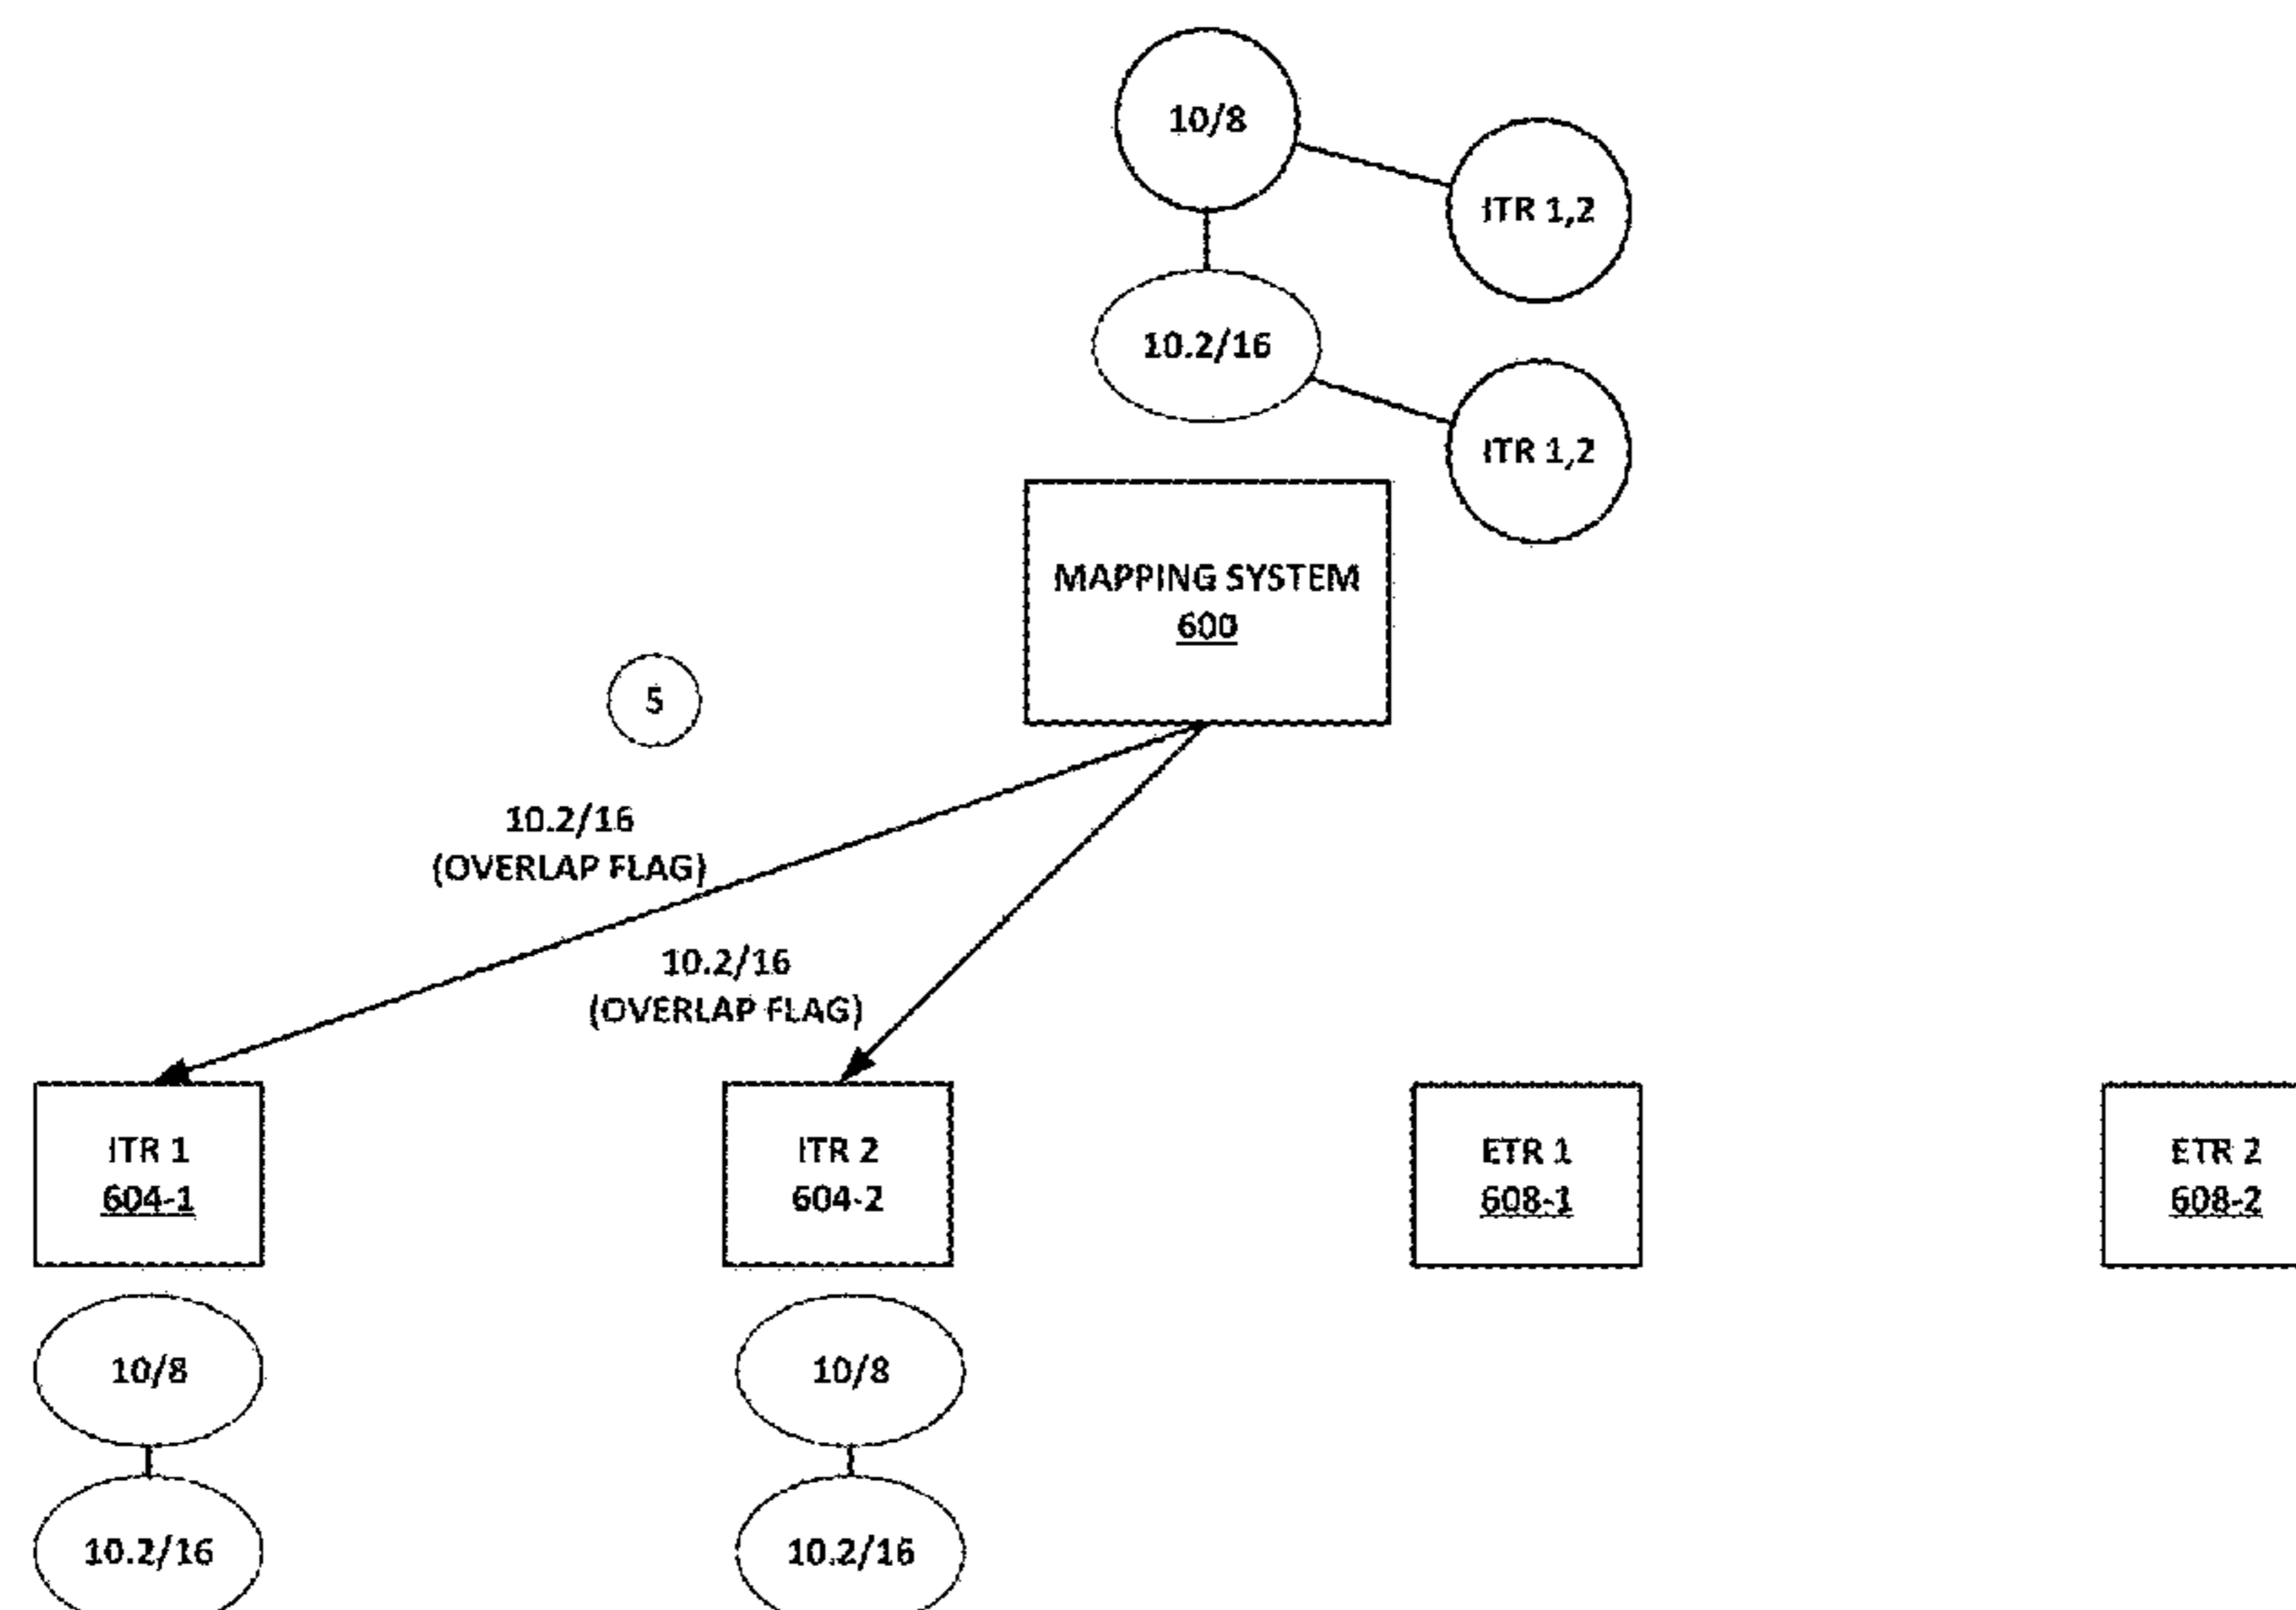 10/8
ITR 1,2
10.2/16
ITR 1,2
MAPPING SYSTEM
600
5
10.2/16
(OVERLAP FLAG)
10.2/16
(OVERLAP FLAG)
ITR 1
604-1
ITR 2
604-2
ETR 1
608-1
ETR 2
608-2
10/8
10/8
10.2/16
10.2/16